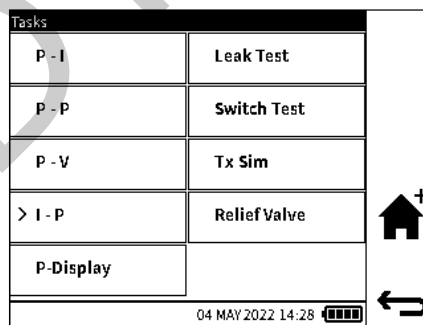 Tasks
P - I
Leak Test
P - P
Switch Test
P - V
Tx Sim
> I - P
Relief Valve
P-Display
04 MAY 2022 14:28